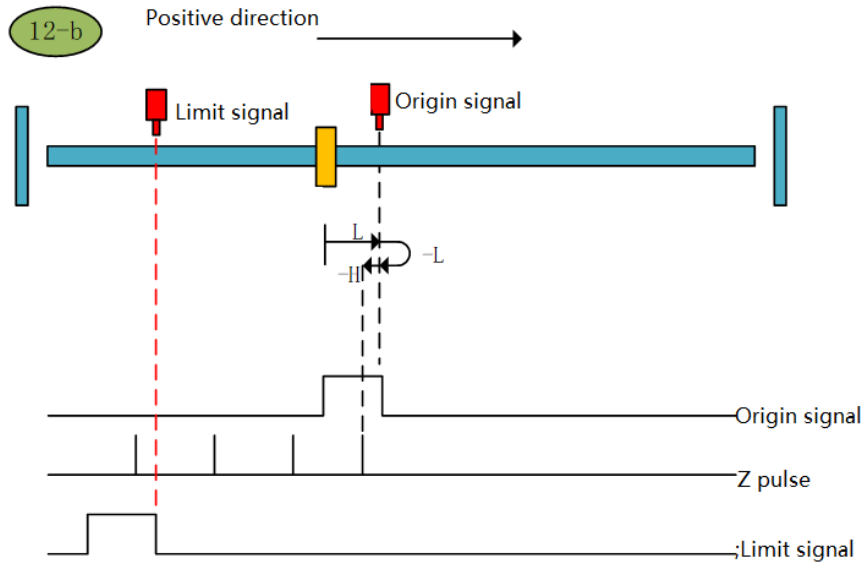 12-b
Positive direction
Limit signal
Origin signal
L
-L
-H
Origin signal
Z pulse
;Limit signal